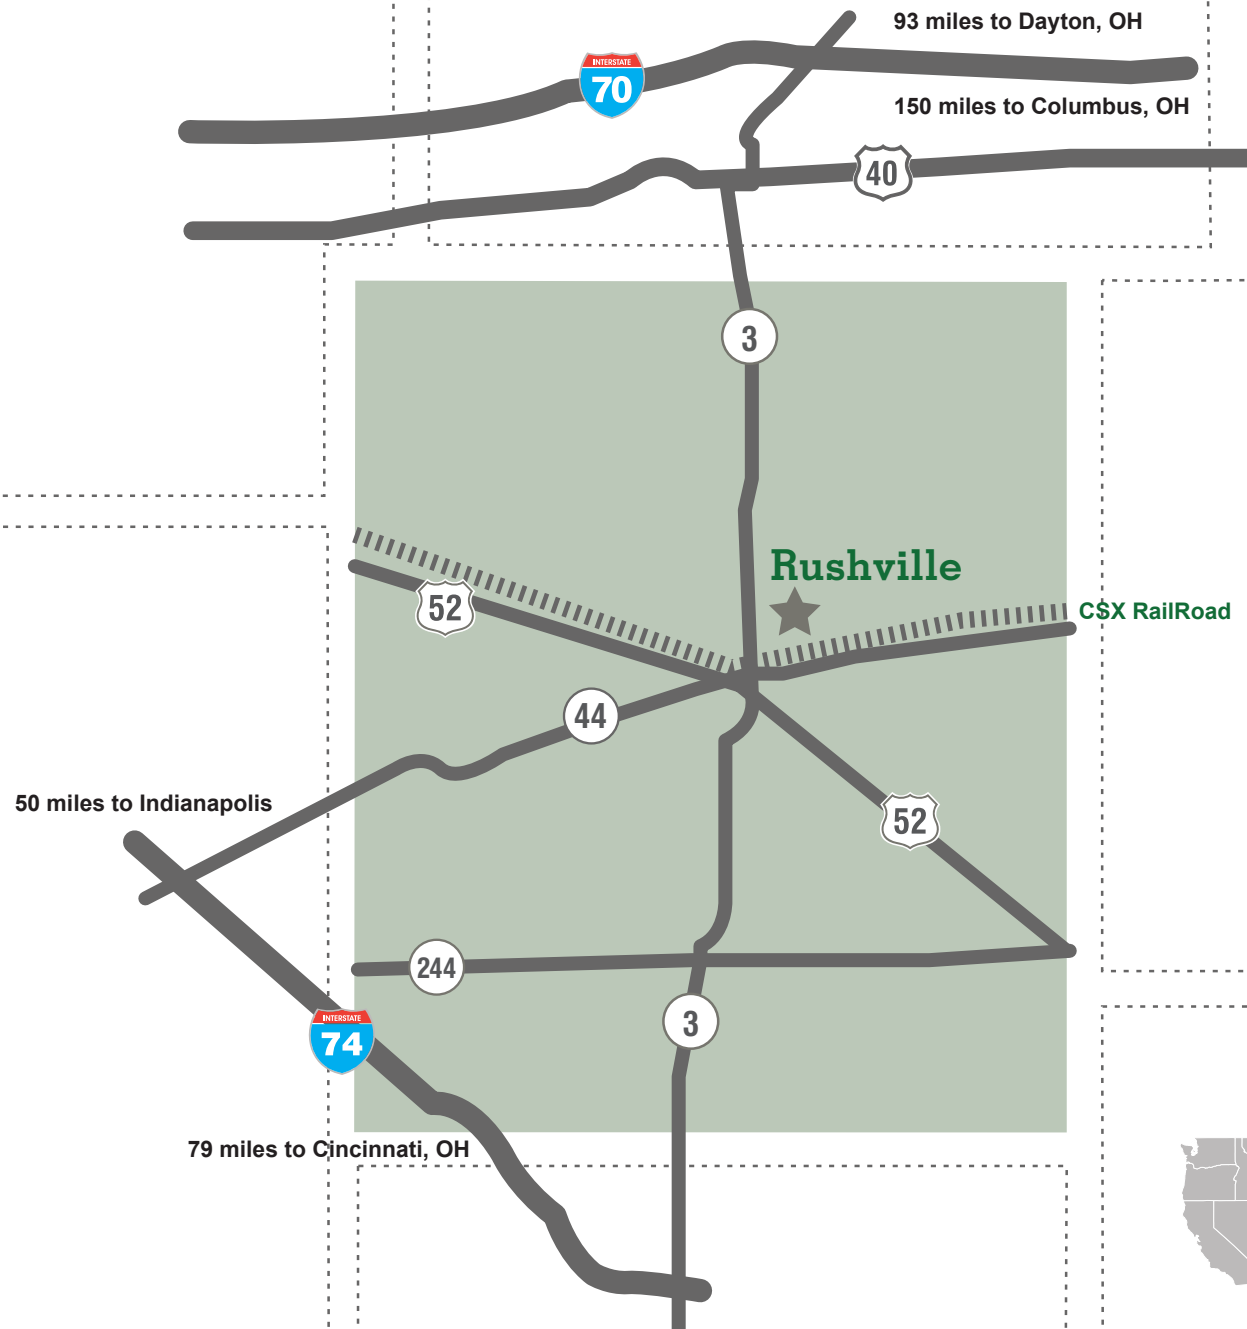 93 miles to Dayton, OH
INTERSTATE
70
150 miles to Columbus, OH
40
3
Rushville
52
CSX RailRoad
44
50 miles to Indianapolis
52
244
INTERSTATE
74
3
79 miles to Cincinnati, OH